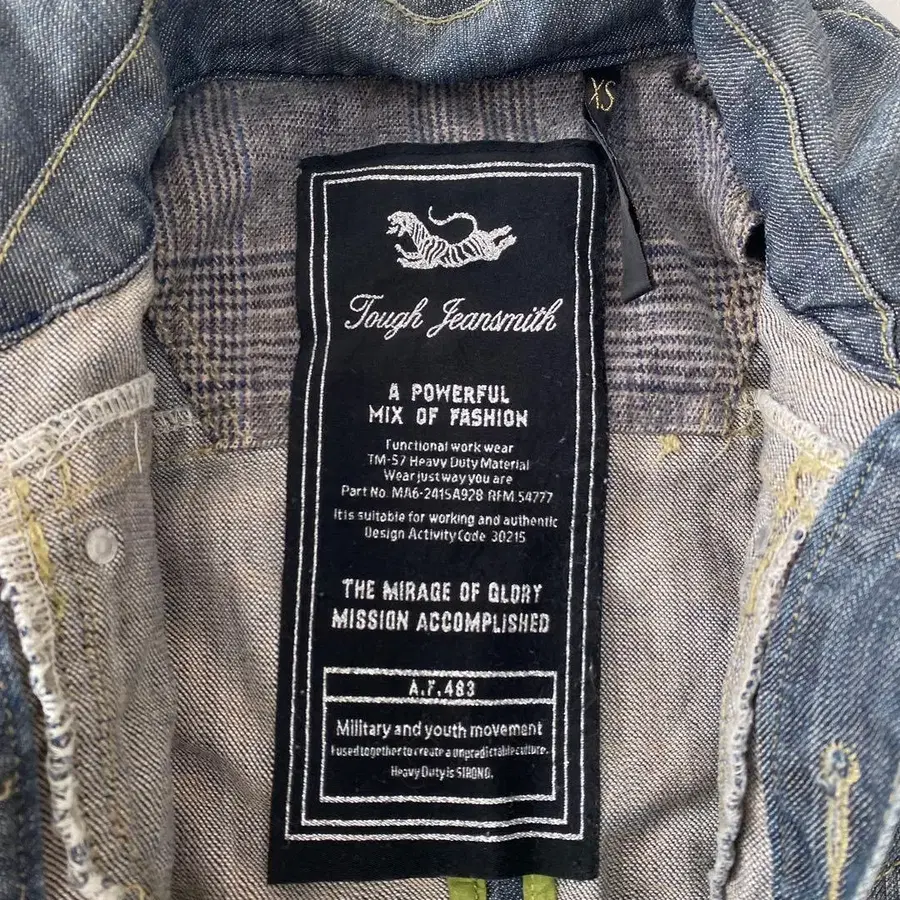 XS
Tough Jeansmith
A POWERFUL
MIX OF FASHION
Functional work wear
TM-57 Heavy Duty Material
Wear just way you are
Part No. MA6-241SA928 RFM 54777
It is suitable for working and authentic
Design Activity Code 30215
THE MIRAGE OF GLORY
MISSION ACCOMPLISHED
A.F.483
Military and youth movement
Fused together to create a unpredictable culture.
Heavy Duty is STRONG.